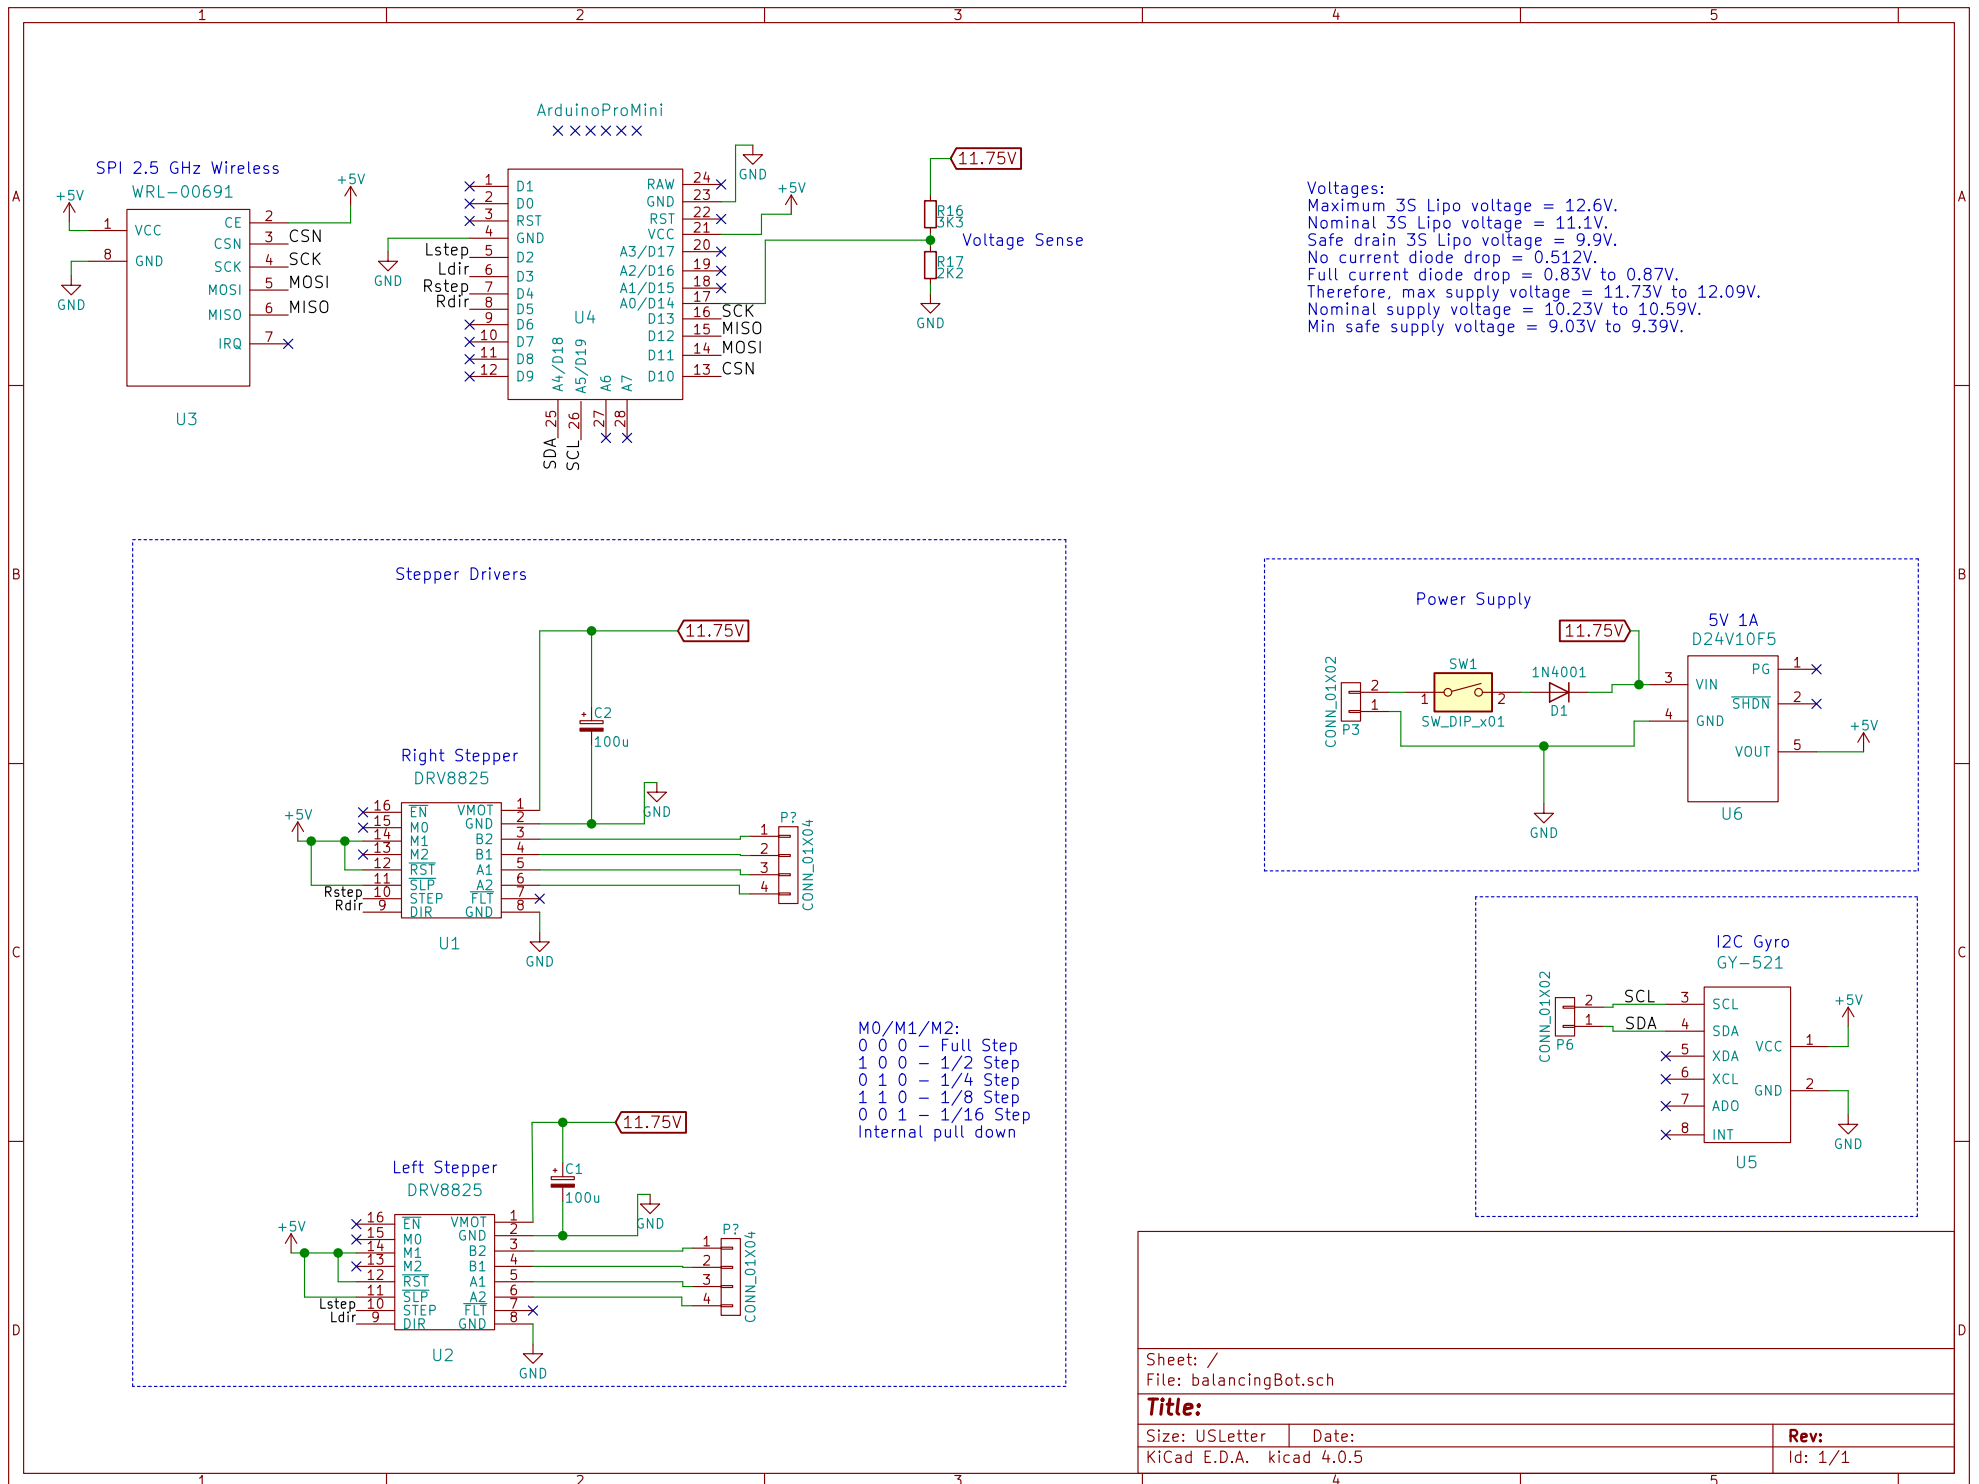 1 2 3 4 5
A
B
C
D
A
B
C
D
1 2 3 4 5
SPI 2.5 GHz Wireless
WRL-00691
+5V
+5V
1 VCC
8 GND
GND
CE 2
CSN 3 CSN
SCK 4 SCK
MOSI 5 MOSI
MISO 6 MISO
IRQ 7
U3
ArduinoProMini
1 D1
2 D0
3 RST
4 GND
GND
Lstep 5 D2
Ldir 6 D3
Rstep 7 D4
Rdir 8 D5
9 D6
10 D7
11 D8
12 D9
U4
RAW 24
GND 23
GND
RST 22
VCC 21
+5V
A3/D17 20
A2/D16 19
A1/D15 18
A0/D14 17
D13 16 SCK
D12 15 MISO
D11 14 MOSI
D10 13 CSN
A4/D18 25 SDA
A5/D19 26 SCL
A6 27
A7 28
11.75V
R16
3K3
Voltage Sense
R17
2K2
GND
Voltages:
Maximum 3S Lipo voltage = 12.6V.
Nominal 3S Lipo voltage = 11.1V.
Safe drain 3S Lipo voltage = 9.9V.
No current diode drop = 0.512V.
Full current diode drop = 0.83V to 0.87V.
Therefore, max supply voltage = 11.73V to 12.09V.
Nominal supply voltage = 10.23V to 10.59V.
Min safe supply voltage = 9.03V to 9.39V.
Stepper Drivers
11.75V
C2
100u
+
Right Stepper
DRV8825
+5V
16 EN
15 M0
14 M1
13 M2
12 RST
11 SLP
Rstep 10 STEP
Rdir 9 DIR
VMOT 1
GND 2
GND
B2 3
B1 4
A1 5
A2 6
FLT 7
GND 8
GND
U1
P?
1
2
3
4
CONN_01X04
M0/M1/M2:
0 0 0 - Full Step
1 0 0 - 1/2 Step
0 1 0 - 1/4 Step
1 1 0 - 1/8 Step
0 0 1 - 1/16 Step
Internal pull down
11.75V
+
C1
100u
Left Stepper
DRV8825
+5V
16 EN
15 M0
14 M1
13 M2
12 RST
11 SLP
Lstep 10 STEP
Ldir 9 DIR
VMOT 1
GND 2
GND
B2 3
B1 4
A1 5
A2 6
FLT 7
GND 8
GND
U2
P?
1
2
3
4
CONN_01X04
Power Supply
CONN_01X02
2
1
P3
SW1
1 2
SW_DIP_x01
1N4001
D1
11.75V
5V 1A
D24V10F5
3 VIN
4 GND
PG 1
SHDN 2
VOUT 5
+5V
GND
U6
I2C Gyro
GY-521
CONN_01X02
2
1
P6
SCL 3 SCL
SDA 4 SDA
5 XDA
6 XCL
7 ADO
8 INT
VCC 1
+5V
GND 2
GND
U5
Sheet: /
File: balancingBot.sch
Title:
Size: USLetter Date: Rev:
KiCad E.D.A. kicad 4.0.5 Id: 1/1